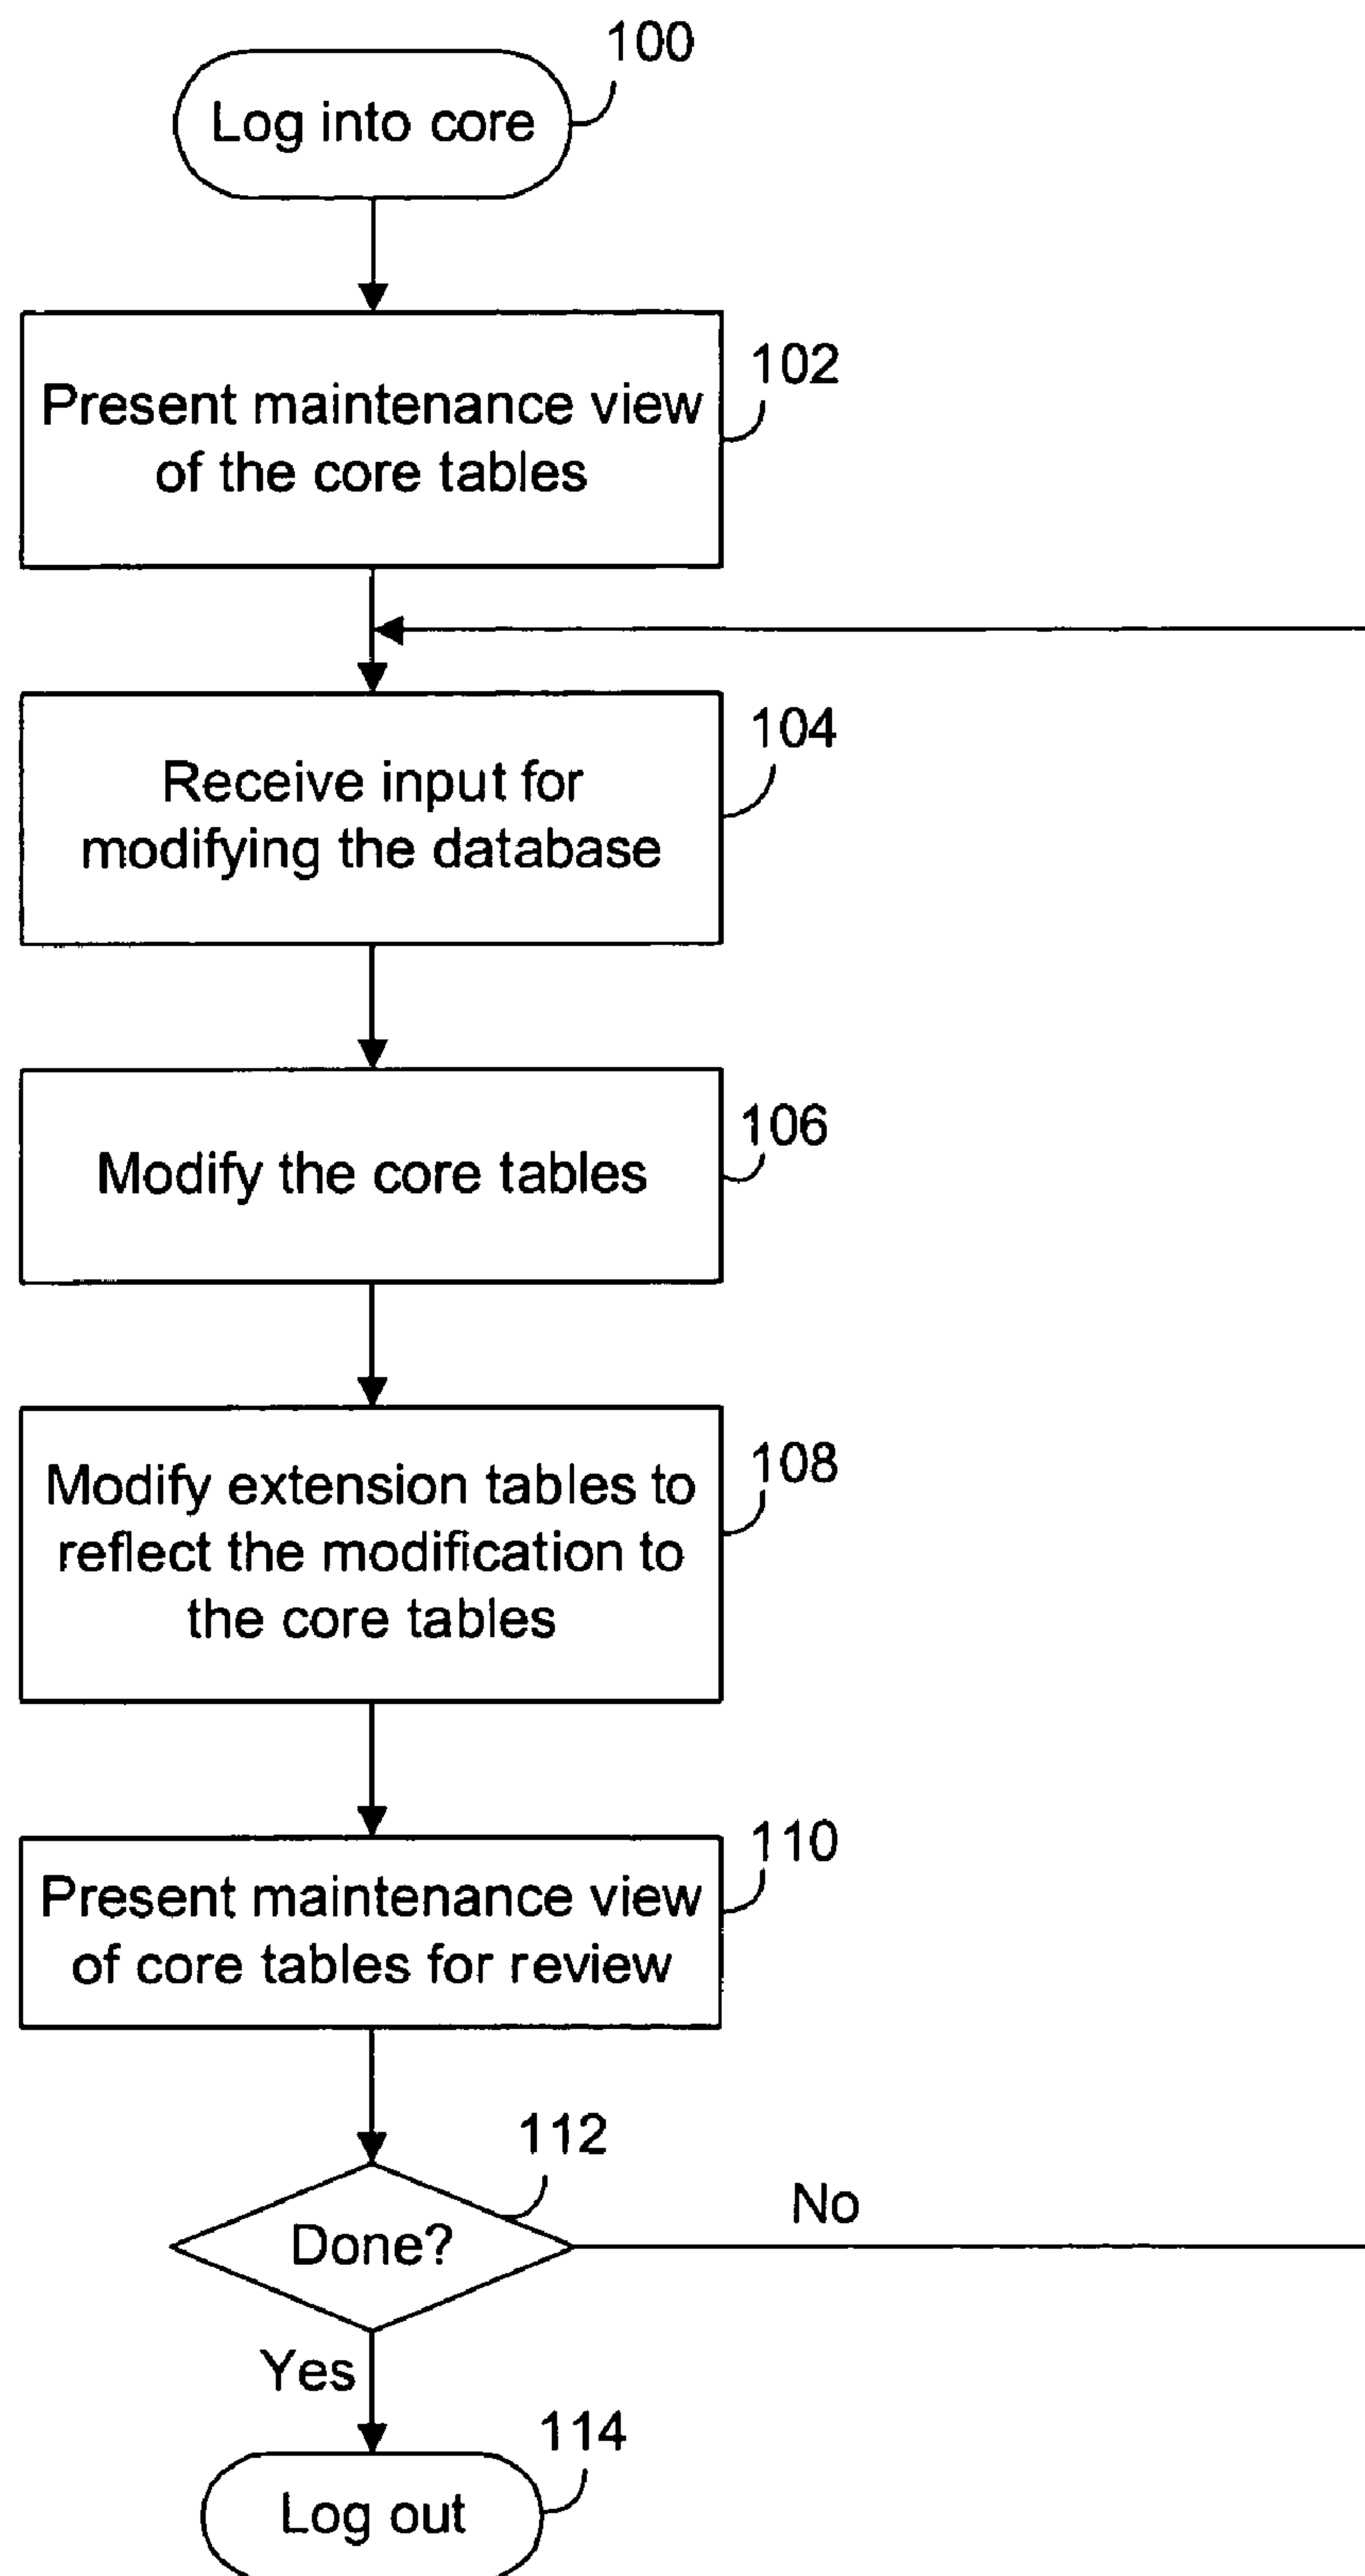 100
Log into core
102
Present maintenance view
of the core tables
104
Receive input for
modifying the database
106
Modify the core tables
108
Modify extension tables to
reflect the modification to
the core tables
110
Present maintenance view
of core tables for review
112
Done?
No
Yes
114
Log out